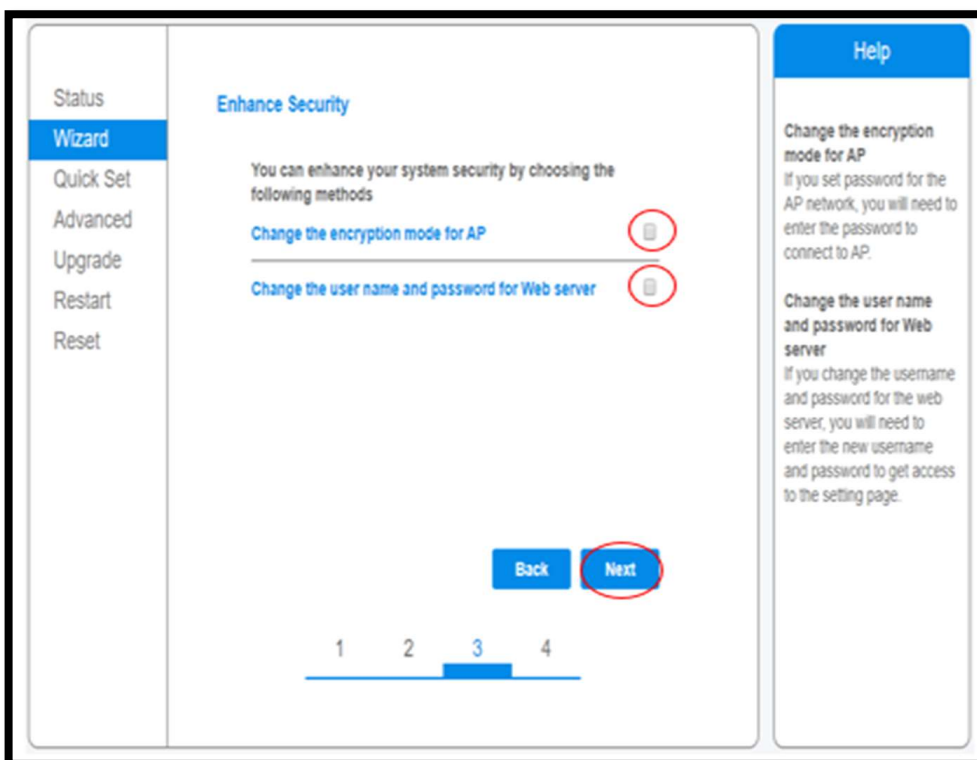 Status
Wizard
Quick Set
Advanced
Upgrade
Restart
Reset
Enhance Security
You can enhance your system security by choosing the
following methods
Change the encryption mode for AP
Change the user name and password for Web server
Back
Next
1 2 3 4
Help
Change the encryption
mode for AP
If you set password for the
AP network, you will need to
enter the password to
connect to AP.
Change the user name
and password for Web
server
If you change the username
and password for the web
server, you will need to
enter the new username
and password to get access
to the setting page.